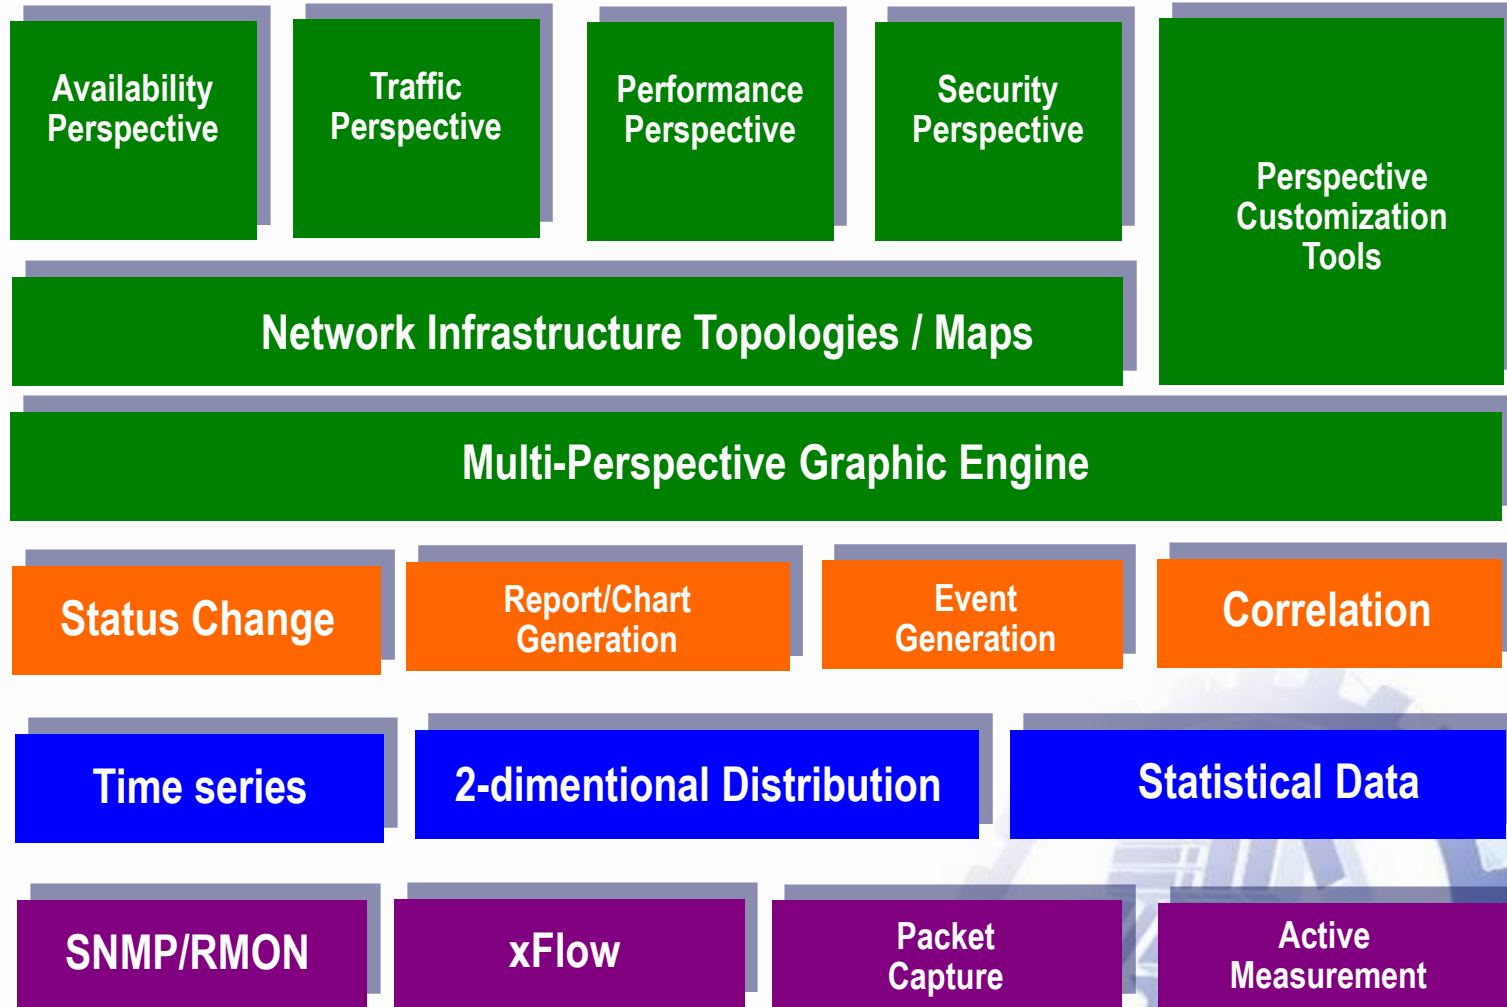 Availability
Perspective
Traffic
Perspective
Performance
Perspective
Security
Perspective
Perspective
Customization
Tools
Network Infrastructure Topologies / Maps
Multi-Perspective Graphic Engine
Status Change
Report/Chart
Generation
Event
Generation
Correlation
Time series
2-dimentional Distribution
Statistical Data
SNMP/RMON
xFlow
Packet
Capture
Active
Measurement